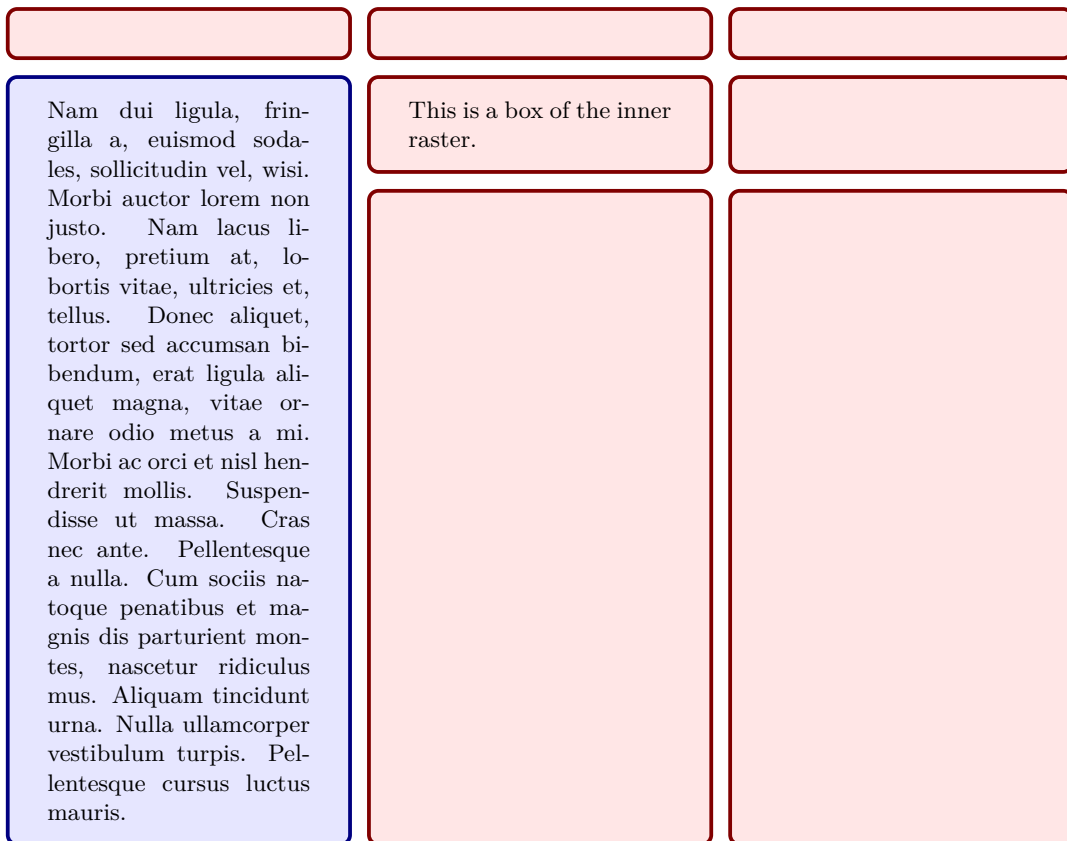 Nam dui ligula, frin-
gilla a, euismod soda-
les, sollicitudin vel, wisi.
Morbi auctor lorem non
justo. Nam lacus li-
bero, pretium at, lo-
bortis vitae, ultricies et,
tellus. Donec aliquet,
tortor sed accumsan bi-
bendum, erat ligula ali-
quet magna, vitae or-
nare odio metus a mi.
Morbi ac orci et nisl hen-
drerit mollis. Suspen-
disse ut massa. Cras
nec ante. Pellentesque
a nulla. Cum sociis na-
toque penatibus et ma-
gnis dis parturient mon-
tes, nascetur ridiculus
mus. Aliquam tincidunt
urna. Nulla ullamcorper
vestibulum turpis. Pel-
lentesque cursus luctus
mauris.
This is a box of the inner
raster.